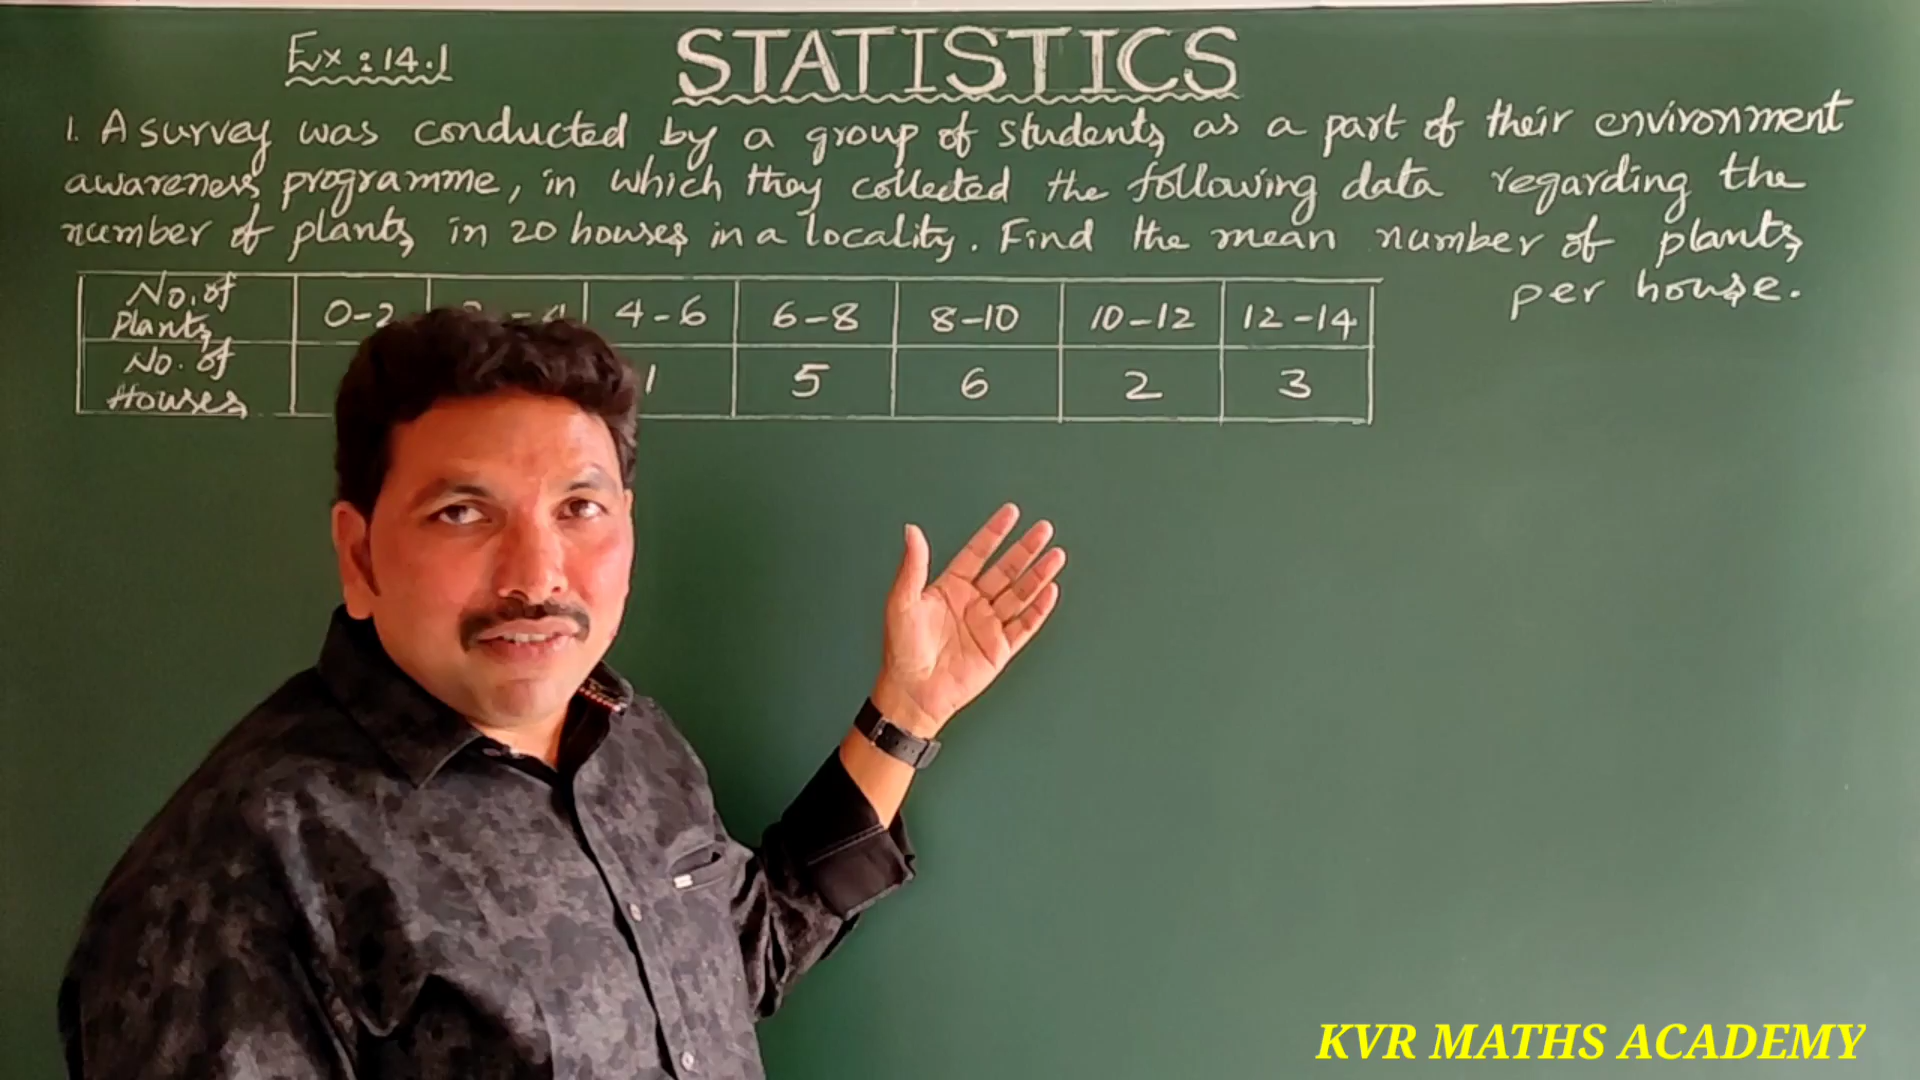 Ex : 14.1
STATISTICS
1. A survey was conducted by a group of students as a part of their environment
awareness programme, in which they collected the following data regarding the
number of plants in 20 houses in a locality. Find the mean number of plants
per house.
No. of Plants 0-2 4-6 6-8 8-10 10-12 12-14
No. of Houses 1 5 6 2 3
KVR MATHS ACADEMY